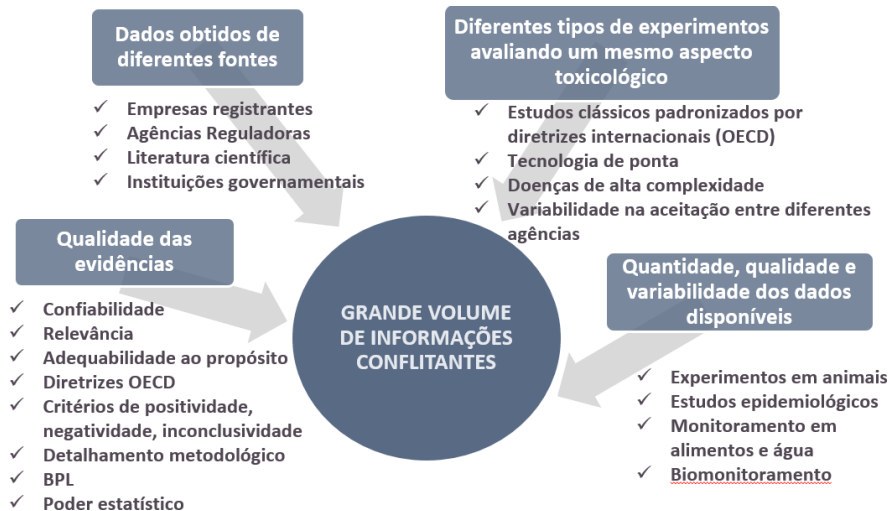 Dados obtidos de
diferentes fontes
✓ Empresas registrantes
✓ Agências Reguladoras
✓ Literatura científica
✓ Instituições governamentais
Diferentes tipos de experimentos
avaliando um mesmo aspecto
toxicológico
✓ Estudos clássicos padronizados por
diretrizes internacionais (OECD)
✓ Tecnologia de ponta
✓ Doenças de alta complexidade
✓ Variabilidade na aceitação entre diferentes
agências
Qualidade das
evidências
✓ Confiabilidade
✓ Relevância
✓ Adequabilidade ao propósito
✓ Diretrizes OECD
✓ Critérios de positividade,
negatividade, inconclusividade
✓ Detalhamento metodológico
✓ BPL
✓ Poder estatístico
GRANDE VOLUME
DE INFORMAÇÕES
CONFLITANTES
Quantidade, qualidade e
variabilidade dos dados
disponíveis
✓ Experimentos em animais
✓ Estudos epidemiológicos
✓ Monitoramento em
alimentos e água
✓ Biomonitoramento